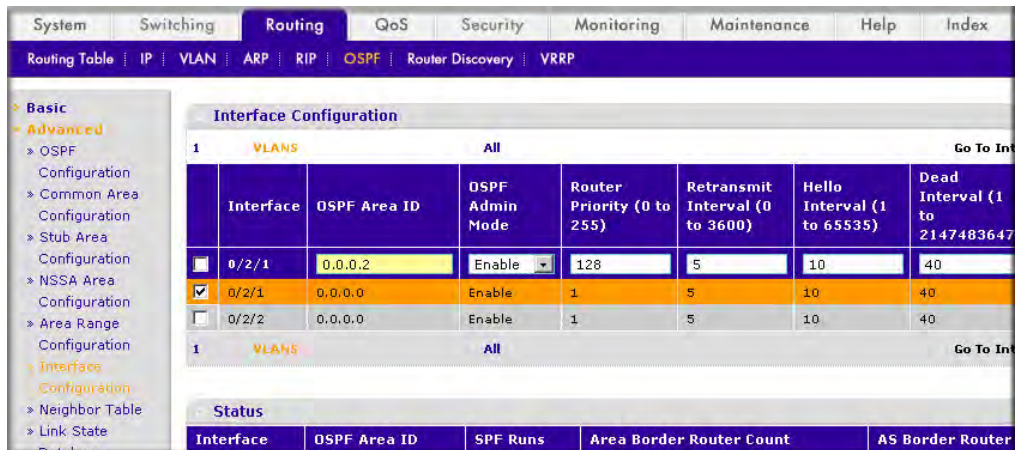 System Switching Routing QoS Security Monitoring Maintenance Help Index
Routing Table IP VLAN ARP RIP OSPF Router Discovery VRRP
Basic
Advanced
» OSPF
Configuration
» Common Area
Configuration
» Stub Area
Configuration
» NSSA Area
Configuration
» Area Range
Configuration
Interface
Configuration
» Neighbor Table
» Link State
Interface Configuration
1 VLANS All Go To Int
Interface OSPF Area ID OSPF Admin Mode Router Priority (0 to 255) Retransmit Interval (0 to 3600) Hello Interval (1 to 65535) Dead Interval (1 to 2147483647
0/2/1 0.0.0.2 Enable 128 5 10 40
0/2/1 0.0.0.0 Enable 1 5 10 40
0/2/2 0.0.0.0 Enable 1 5 10 40
1 VLANS All Go To Int
Status
Interface OSPF Area ID SPF Runs Area Border Router Count AS Border Router